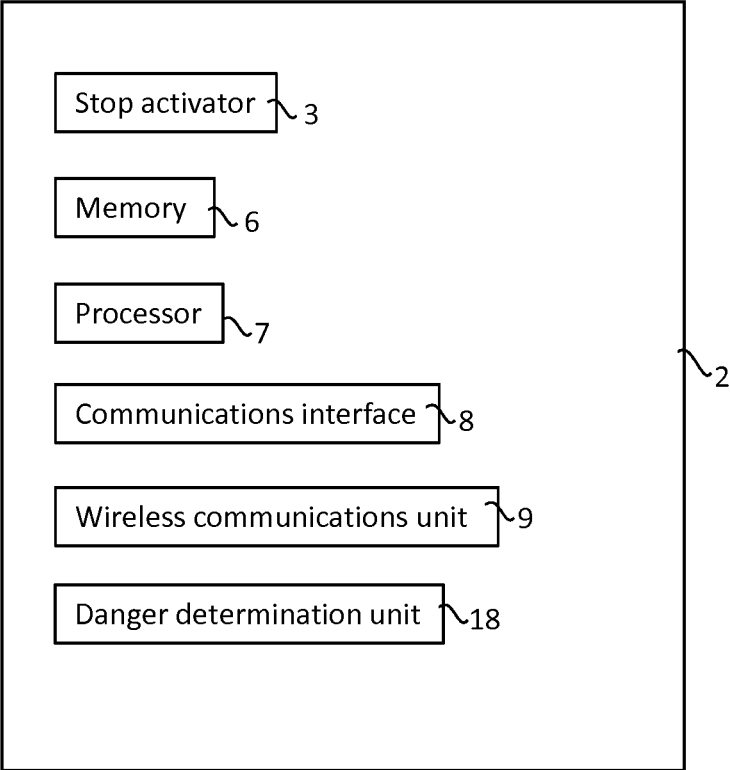 Stop activator 3
Memory 6
Processor 7
2
Communications interface 8
Wireless communications unit 9
Danger determination unit 18